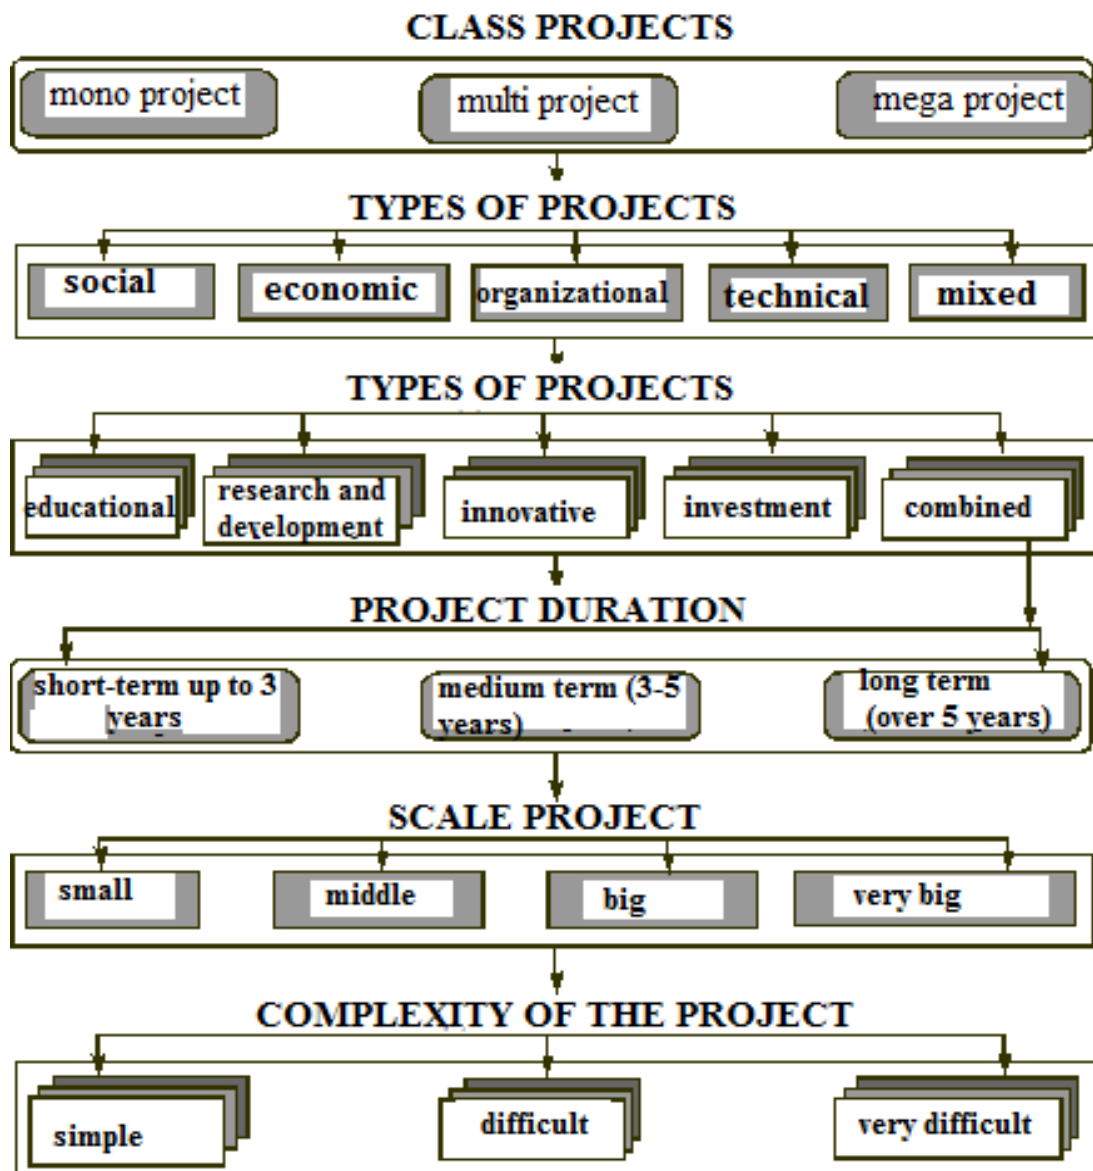 CLASS PROJECTS
mono project
multi project
mega project
TYPES OF PROJECTS
social
economic
organizational
technical
mixed
TYPES OF PROJECTS
educational
research and
development
innovative
investment
combined
PROJECT DURATION
short-term up to 3
years
medium term (3-5
years)
long term
(over 5 years)
SCALE PROJECT
small
middle
big
very big
COMPLEXITY OF THE PROJECT
simple
difficult
very difficult